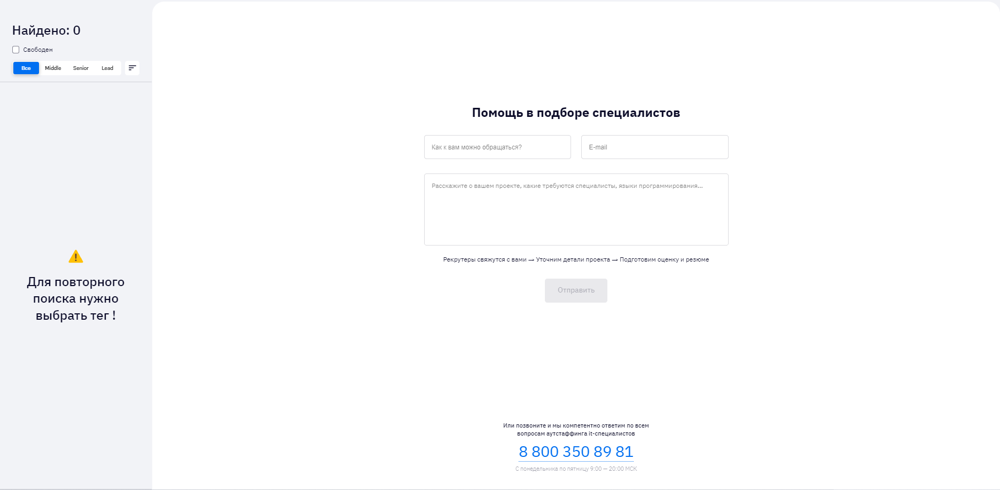 Найдено: 0
Свободен
Все Middle Senior Lead
Для повторного
поиска нужно
выбрать тег !
Помощь в подборе специалистов
Как к вам можно обращаться? E-mail
Расскажите о вашем проекте, какие требуются специалисты, языки программирования...
Рекрутеры свяжутся с вами → Уточним детали проекта → Подготовим оценку и резюме
Отправить
Или позвоните и мы компетентно ответим по всем
вопросам аутстаффинга it-специалистов
8 800 350 89 81
С понедельника по пятницу 9:00 — 20:00 МСК